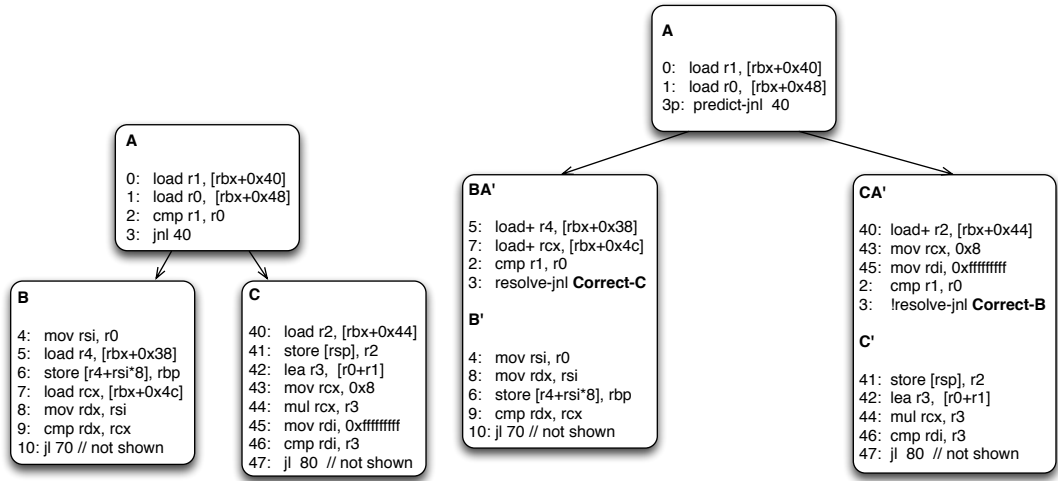 A
0: load r1, [rbx+0x40]
1: load r0, [rbx+0x48]
2: cmp r1, r0
3: jnl 40
B
4: mov rsi, r0
5: load r4, [rbx+0x38]
6: store [r4+rsi*8], rbp
7: load rcx, [rbx+0x4c]
8: mov rdx, rsi
9: cmp rdx, rcx
10: jl 70 // not shown
C
40: load r2, [rbx+0x44]
41: store [rsp], r2
42: lea r3, [r0+r1]
43: mov rcx, 0x8
44: mul rcx, r3
45: mov rdi, 0xfffffffff
46: cmp rdi, r3
47: jl 80 // not shown
A
0: load r1, [rbx+0x40]
1: load r0, [rbx+0x48]
3p: predict-jnl 40
BA'
5: load+ r4, [rbx+0x38]
7: load+ rcx, [rbx+0x4c]
2: cmp r1, r0
3: resolve-jnl Correct-C
B'
4: mov rsi, r0
8: mov rdx, rsi
6: store [r4+rsi*8], rbp
9: cmp rdx, rcx
10: jl 70 // not shown
CA'
40: load+ r2, [rbx+0x44]
43: mov rcx, 0x8
45: mov rdi, 0xfffffffff
2: cmp r1, r0
3: !resolve-jnl Correct-B
C'
41: store [rsp], r2
42: lea r3, [r0+r1]
44: mul rcx, r3
46: cmp rdi, r3
47: jl 80 // not shown